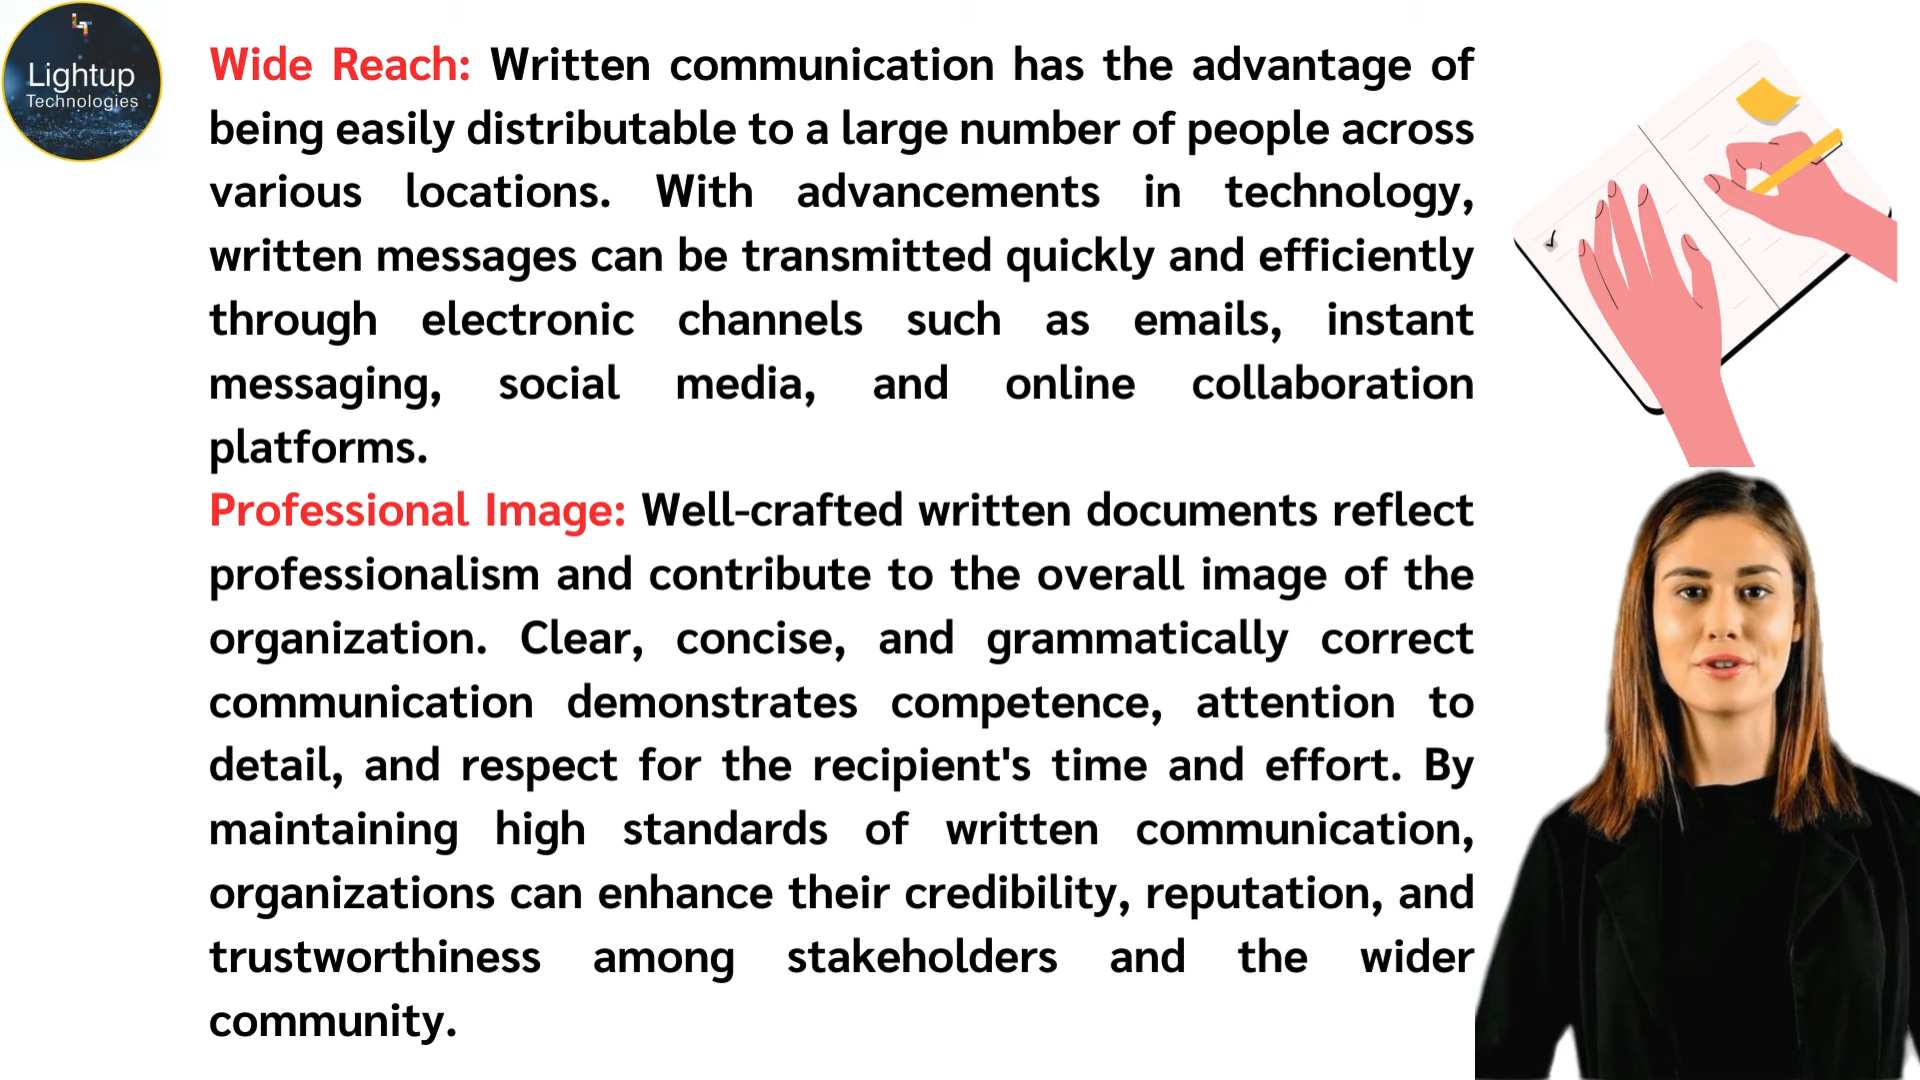 LT
Lightup
Technologies
Wide Reach: Written communication has the advantage of
being easily distributable to a large number of people across
various locations. With advancements in technology,
written messages can be transmitted quickly and efficiently
through electronic channels such as emails, instant
messaging, social media, and online collaboration
platforms.
Professional Image: Well-crafted written documents reflect
professionalism and contribute to the overall image of the
organization. Clear, concise, and grammatically correct
communication demonstrates competence, attention to
detail, and respect for the recipient's time and effort. By
maintaining high standards of written communication,
organizations can enhance their credibility, reputation, and
trustworthiness among stakeholders and the wider
community.